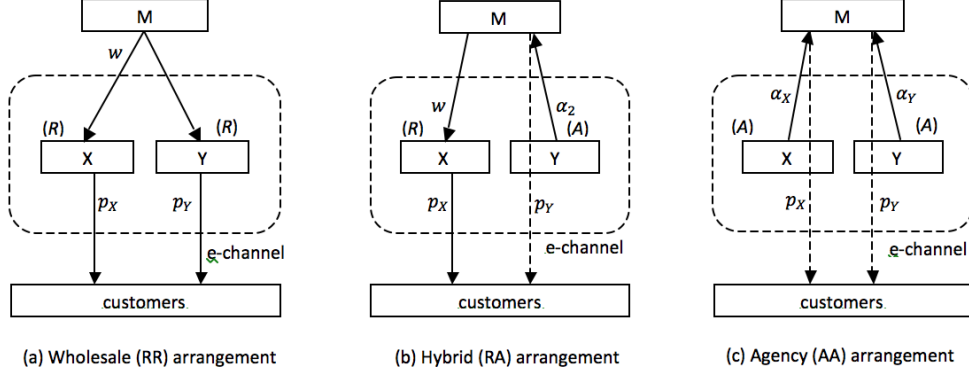 M
w
(R)
(R)
X
Y
p_X
p_Y
e-channel
customers
(a) Wholesale (RR) arrangement
M
w
α_2
(R)
(A)
X
Y
p_X
p_Y
e-channel
customers
(b) Hybrid (RA) arrangement
M
α_X
α_Y
(A)
(A)
X
Y
p_X
p_Y
e-channel
customers
(c) Agency (AA) arrangement